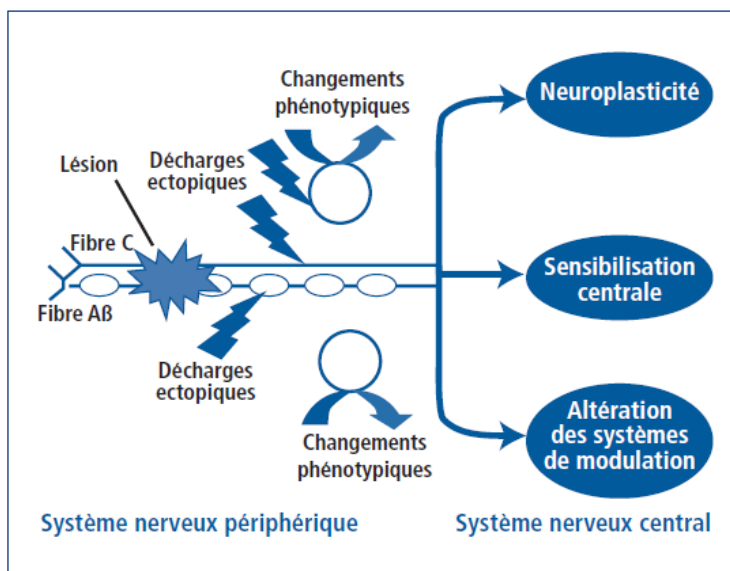 Changements
phénotypiques
Neuroplasticité
Décharges
ectopiques
Lésion
Fibre C
Fibre Aß
Sensibilisation
centrale
Décharges
ectopiques
Changements
phénotypiques
Altération
des systèmes
de modulation
Système nerveux périphérique
Système nerveux central